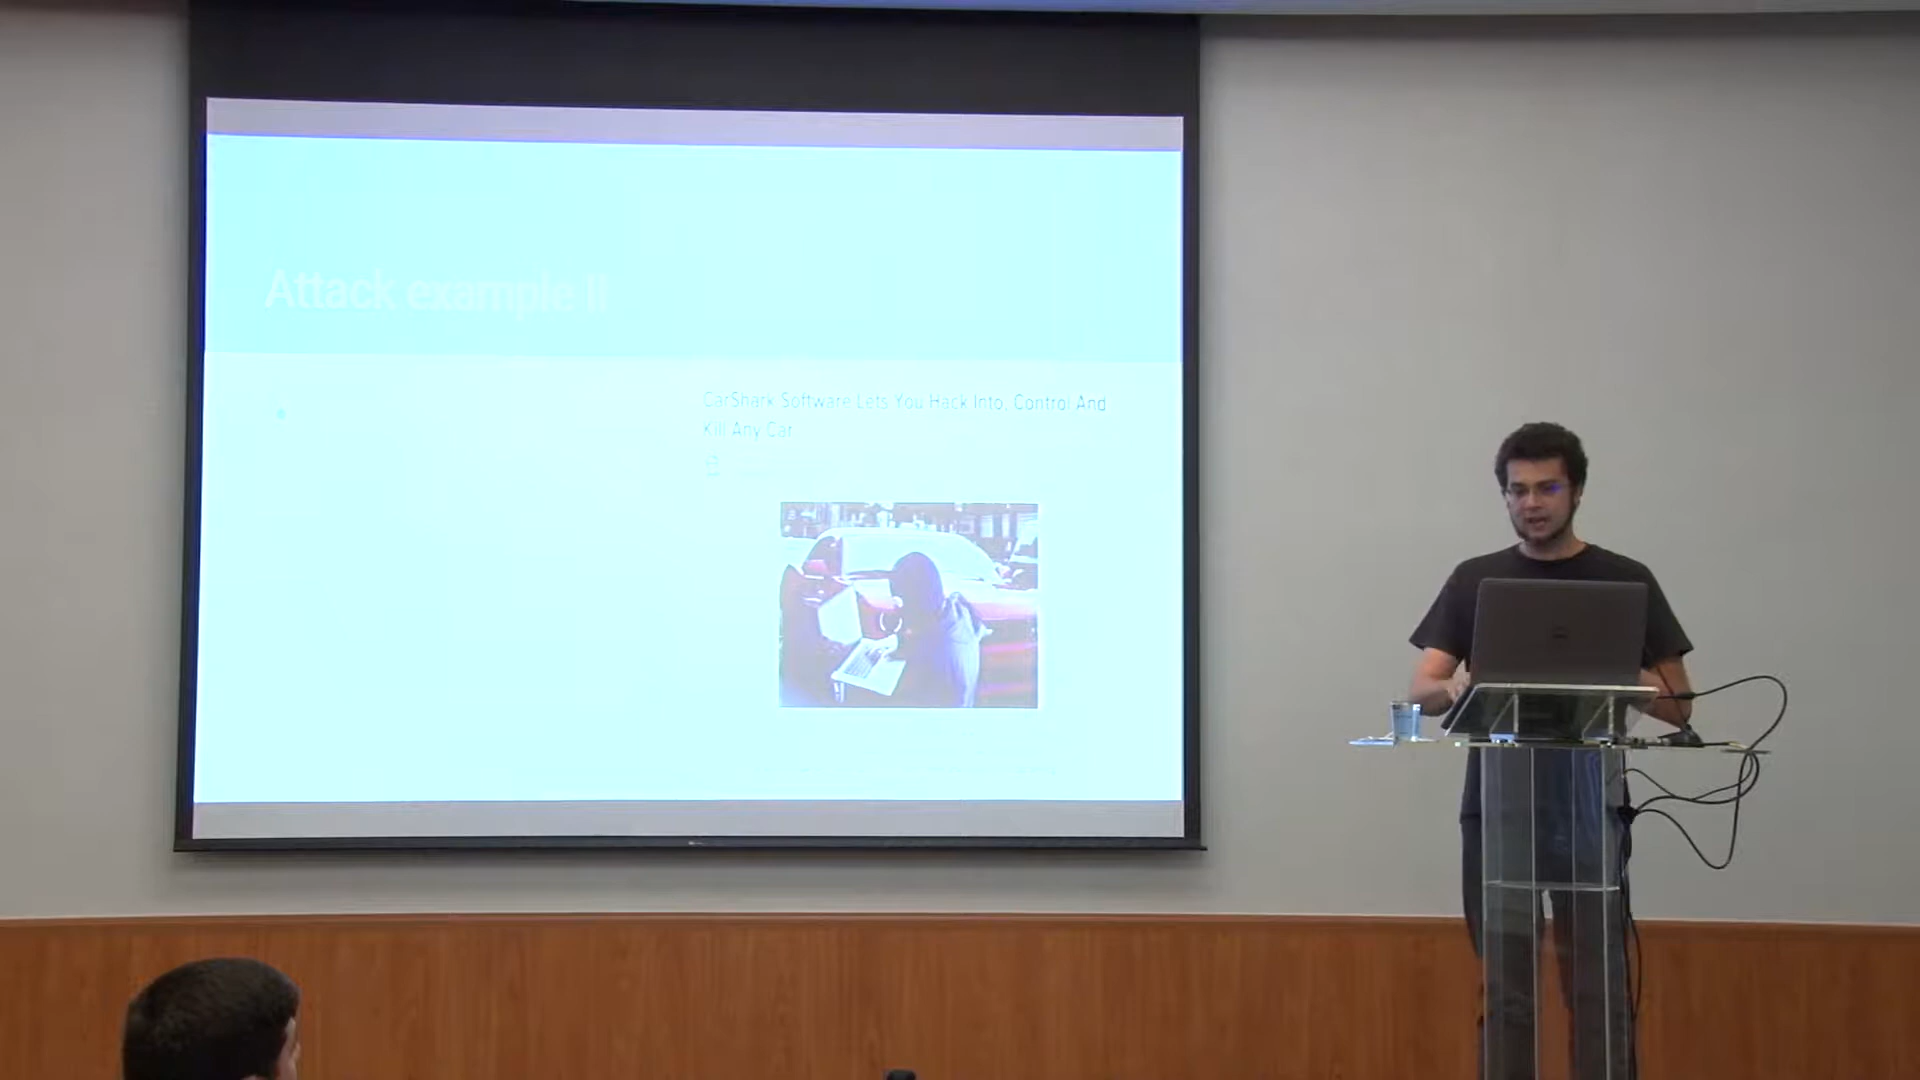 Attack example II
CarShark Software Lets You Hack Into, Control And
Kill Any Car